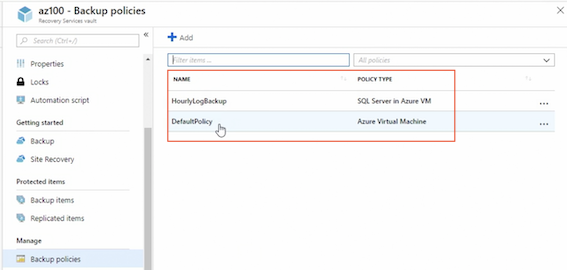 az100 - Backup policies
Recovery Services vault
Search (Ctrl+/)
Properties
Locks
Automation script
Getting started
Backup
Site Recovery
Protected items
Backup items
Replicated items
Manage
Backup policies
Add
Filter items ...
All policies
NAME POLICY TYPE
HourlyLogBackup SQL Server in Azure VM ...
DefaultPolicy Azure Virtual Machine ...